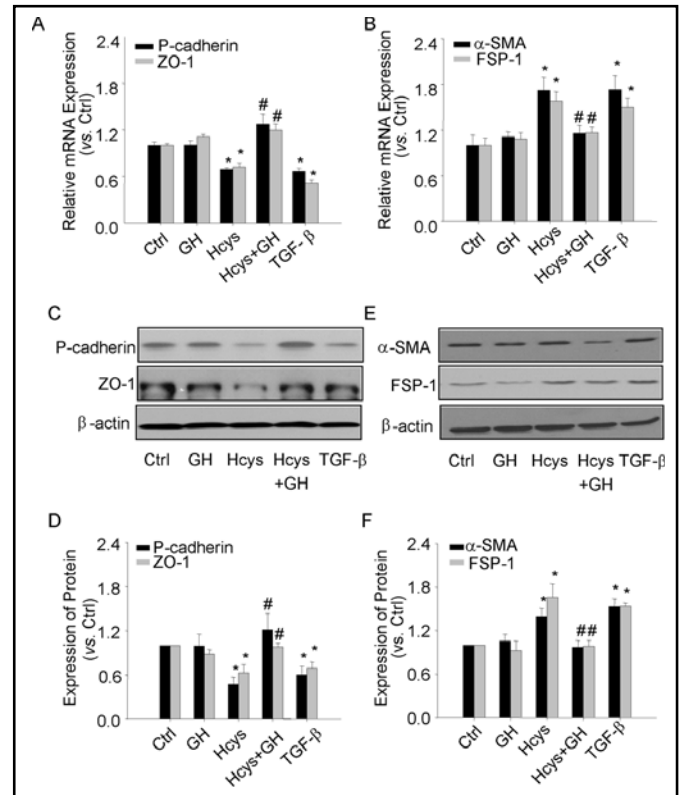 A
P-cadherin
ZO-1
Relative mRNA Expression
(vs. Ctrl)
2.4
1.8
1.2
0.6
0.0
* *
# #
* *
Ctrl GH Hcys Hcys+GH TGF- β
B
α-SMA
FSP-1
Relative mRNA Expression
(vs. Ctrl)
2.4
1.8
1.2
0.6
0.0
* *
##
* *
Ctrl GH Hcys Hcys+GH TGF- β
C
P-cadherin
ZO-1
β-actin
Ctrl GH Hcys Hcys TGF-β
+GH
E
α-SMA
FSP-1
β-actin
Ctrl GH Hcys Hcys TGF-β
+GH
D
P-cadherin
ZO-1
Expression of Protein
(vs. Ctrl)
2.4
1.8
1.2
0.6
0.0
* *
# #
* *
Ctrl GH Hcys Hcys+GH TGF- β
F
α-SMA
FSP-1
Expression of Protein
(vs. Ctrl)
2.4
1.8
1.2
0.6
0.0
* *
##
* *
Ctrl GH Hcys Hcys+GH TGF- β